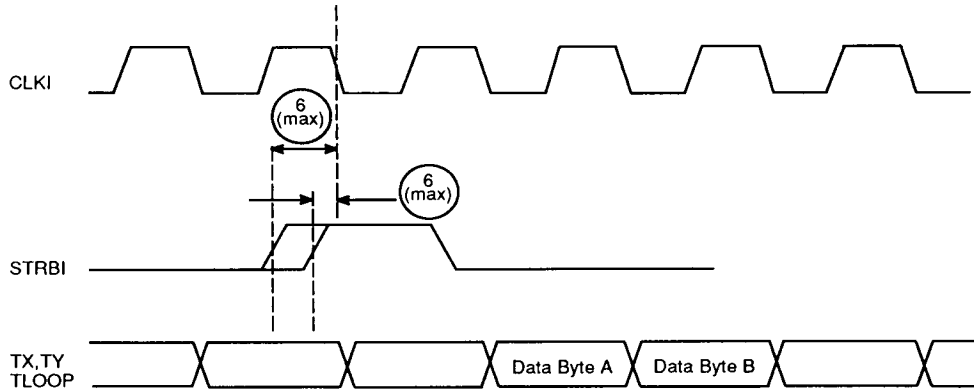 CLKI
6
(max)
6
(max)
STRBI
TX,TY
TLOOP
Data Byte A
Data Byte B